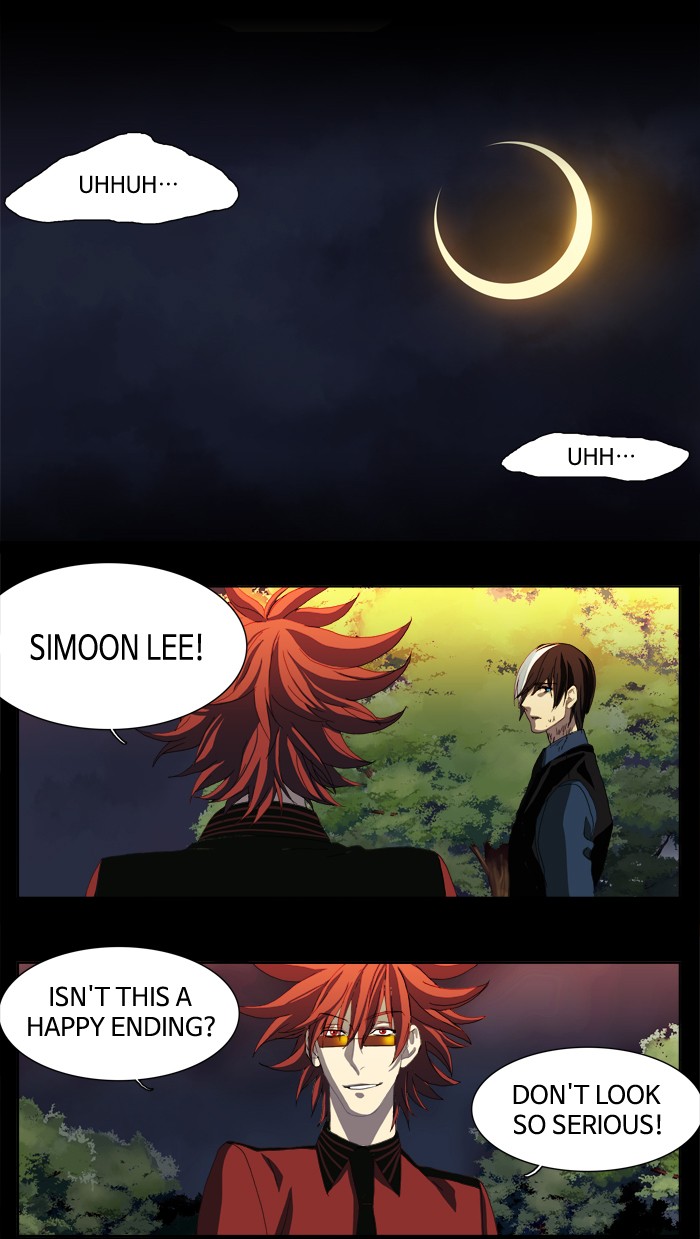 UHHUH…
UHH…
SIMOON LEE!
ISN'T THIS A
HAPPY ENDING?
DON'T LOOK
SO SERIOUS!